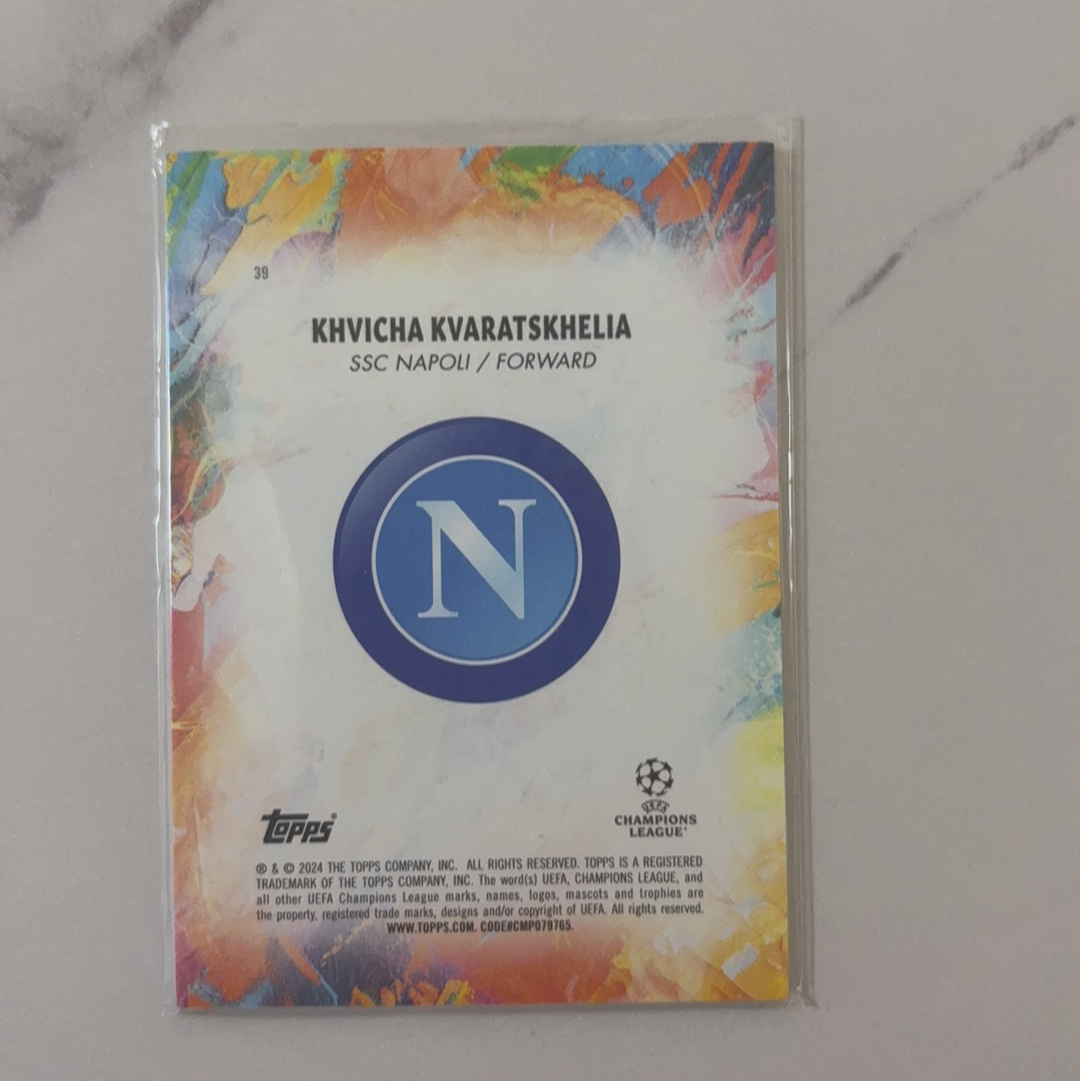 39
KHVICHA KVARATSKHELIA
SSC NAPOLI / FORWARD
N
topps®
UEFA
CHAMPIONS
LEAGUE®
® & © 2024 THE TOPPS COMPANY, INC. ALL RIGHTS RESERVED. TOPPS IS A REGISTERED
TRADEMARK OF THE TOPPS COMPANY, INC. The word(s) UEFA, CHAMPIONS LEAGUE, and
all other UEFA Champions League marks, names, logos, mascots and trophies are
the property, registered trade marks, designs and/or copyright of UEFA. All rights reserved.
WWW.TOPPS.COM. CODE#CMP079765.